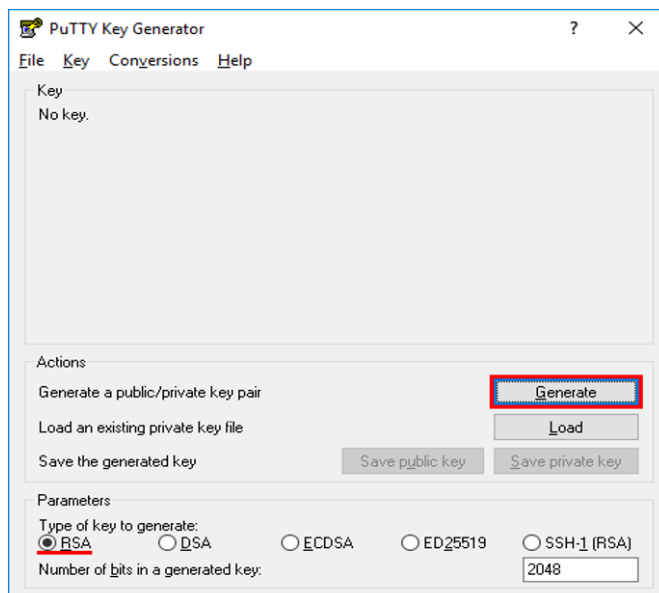 PuTTY Key Generator ? ×
File Key Conversions Help
Key
No key.
Actions
Generate a public/private key pair Generate
Load an existing private key file Load
Save the generated key Save public key Save private key
Parameters
Type of key to generate:
RSA DSA ECDSA ED25519 SSH-1 (RSA)
Number of bits in a generated key: 2048